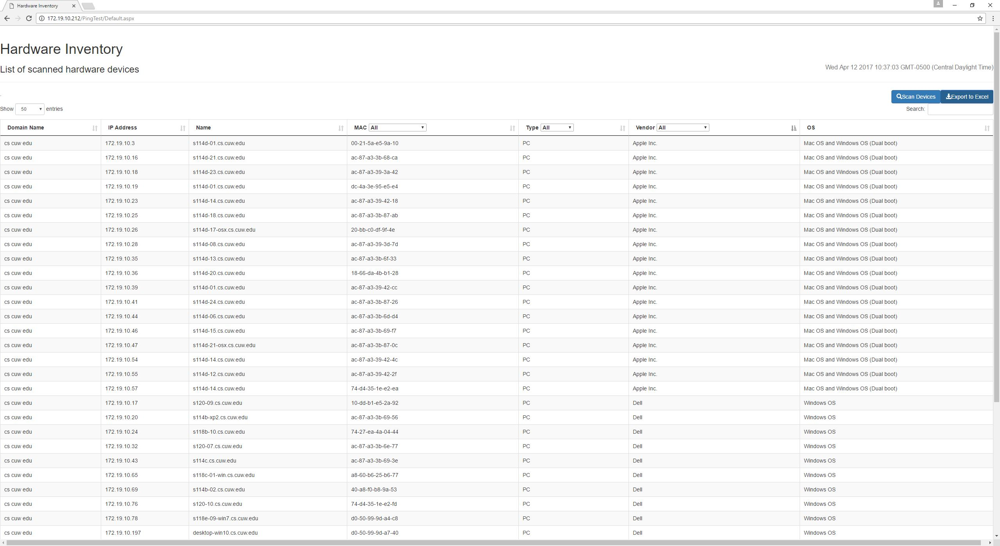 Hardware Inventory
172.19.10.212/PingTest/Default.aspx
Hardware Inventory
List of scanned hardware devices
Wed Apr 12 2017 10:37:03 GMT-0500 (Central Daylight Time)
.
Scan Devices Export to Excel
Show 50 entries Search:
Domain Name IP Address Name MAC All Type All Vendor All OS
cs cuw edu 172.19.10.3 s114d-01.cs.cuw.edu 00-21-5a-e5-9a-10 PC Apple Inc. Mac OS and Windows OS (Dual boot)
cs cuw edu 172.19.10.16 s114d-21.cs.cuw.edu ac-87-a3-3b-68-ca PC Apple Inc. Mac OS and Windows OS (Dual boot)
cs cuw edu 172.19.10.18 s114d-23.cs.cuw.edu ac-87-a3-39-3a-42 PC Apple Inc. Mac OS and Windows OS (Dual boot)
cs cuw edu 172.19.10.19 s114d-01.cs.cuw.edu dc-4a-3e-95-e5-e4 PC Apple Inc. Mac OS and Windows OS (Dual boot)
cs cuw edu 172.19.10.23 s114d-14.cs.cuw.edu ac-87-a3-39-42-18 PC Apple Inc. Mac OS and Windows OS (Dual boot)
cs cuw edu 172.19.10.25 s114d-18.cs.cuw.edu ac-87-a3-3b-87-ab PC Apple Inc. Mac OS and Windows OS (Dual boot)
cs cuw edu 172.19.10.26 s114d-17-osx.cs.cuw.edu 20-bb-c0-df-9f-4e PC Apple Inc. Mac OS and Windows OS (Dual boot)
cs cuw edu 172.19.10.28 s114d-08.cs.cuw.edu ac-87-a3-39-3d-7d PC Apple Inc. Mac OS and Windows OS (Dual boot)
cs cuw edu 172.19.10.35 s114d-13.cs.cuw.edu ac-87-a3-3b-6f-33 PC Apple Inc. Mac OS and Windows OS (Dual boot)
cs cuw edu 172.19.10.36 s114d-20.cs.cuw.edu 18-66-da-4b-b1-28 PC Apple Inc. Mac OS and Windows OS (Dual boot)
cs cuw edu 172.19.10.39 s114d-01.cs.cuw.edu ac-87-a3-39-42-cc PC Apple Inc. Mac OS and Windows OS (Dual boot)
cs cuw edu 172.19.10.41 s114d-24.cs.cuw.edu ac-87-a3-3b-87-26 PC Apple Inc. Mac OS and Windows OS (Dual boot)
cs cuw edu 172.19.10.44 s114d-06.cs.cuw.edu ac-87-a3-3b-6d-d4 PC Apple Inc. Mac OS and Windows OS (Dual boot)
cs cuw edu 172.19.10.46 s114d-15.cs.cuw.edu ac-87-a3-3b-69-f7 PC Apple Inc. Mac OS and Windows OS (Dual boot)
cs cuw edu 172.19.10.47 s114d-21-osx.cs.cuw.edu ac-87-a3-3b-87-0c PC Apple Inc. Mac OS and Windows OS (Dual boot)
cs cuw edu 172.19.10.54 s114d-14.cs.cuw.edu ac-87-a3-39-42-4c PC Apple Inc. Mac OS and Windows OS (Dual boot)
cs cuw edu 172.19.10.55 s114d-12.cs.cuw.edu ac-87-a3-39-42-2f PC Apple Inc. Mac OS and Windows OS (Dual boot)
cs cuw edu 172.19.10.57 s114d-14.cs.cuw.edu 74-d4-35-1e-e2-ea PC Apple Inc. Mac OS and Windows OS (Dual boot)
cs cuw edu 172.19.10.17 s120-09.cs.cuw.edu 10-dd-b1-e5-2a-92 PC Dell Windows OS
cs cuw edu 172.19.10.20 s114b-xp2.cs.cuw.edu ac-87-a3-3b-69-56 PC Dell Windows OS
cs cuw edu 172.19.10.24 s118b-10.cs.cuw.edu 74-27-ea-4a-04-44 PC Dell Windows OS
cs cuw edu 172.19.10.32 s120-07.cs.cuw.edu ac-87-a3-3b-6e-77 PC Dell Windows OS
cs cuw edu 172.19.10.43 s114c.cs.cuw.edu ac-87-a3-3b-69-3e PC Dell Windows OS
cs cuw edu 172.19.10.65 s118c-01-win.cs.cuw.edu a8-60-b6-25-b6-77 PC Dell Windows OS
cs cuw edu 172.19.10.69 s114b-02.cs.cuw.edu 40-a8-f0-b8-9a-53 PC Dell Windows OS
cs cuw edu 172.19.10.76 s120-10.cs.cuw.edu 74-d4-35-1e-e2-fd PC Dell Windows OS
cs cuw edu 172.19.10.78 s118e-09-win7.cs.cuw.edu d0-50-99-9d-a4-c8 PC Dell Windows OS
cs cuw edu 172.19.10.197 desktop-win10.cs.cuw.edu d0-50-99-9d-a7-40 PC Dell Windows OS